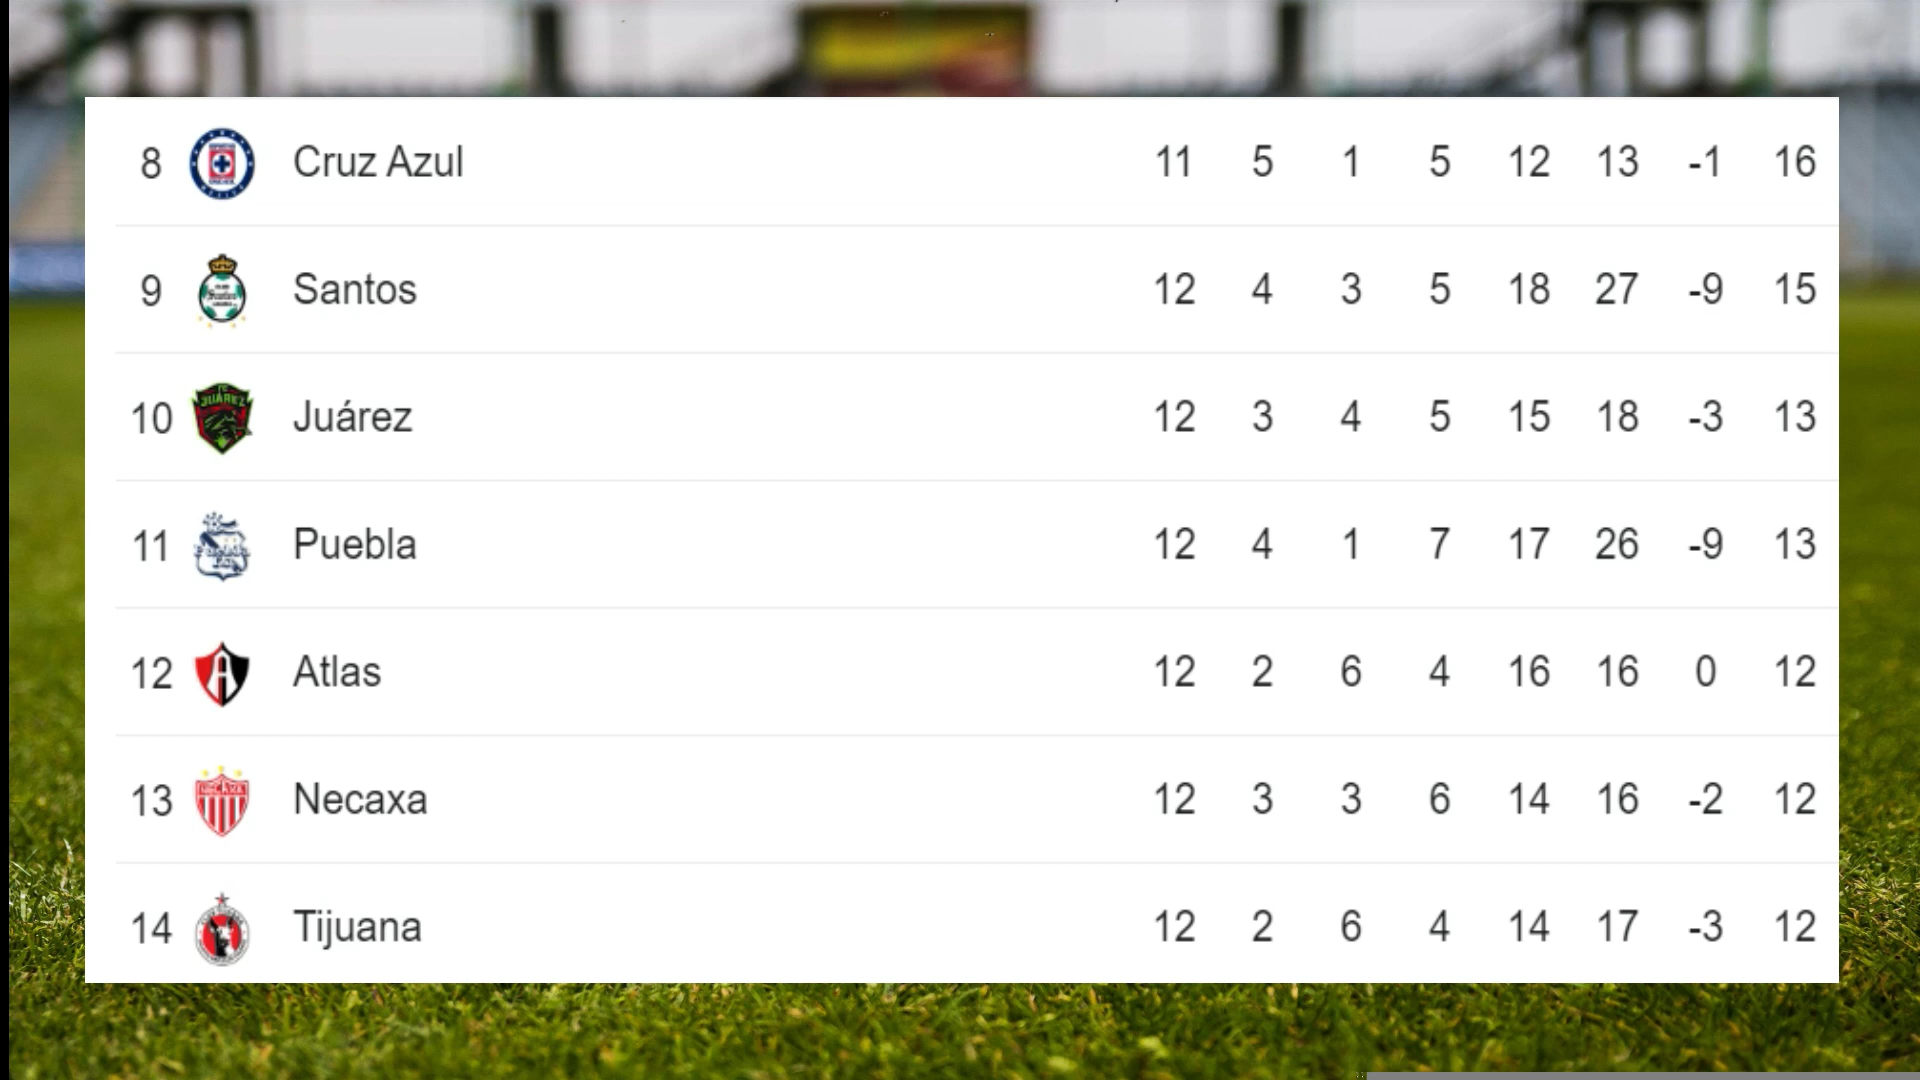 8 Cruz Azul 11 5 1 5 12 13 -1 16
9 Santos 12 4 3 5 18 27 -9 15
10 JUÁREZ Juárez 12 3 4 5 15 18 -3 13
11 Puebla 12 4 1 7 17 26 -9 13
12 A Atlas 12 2 6 4 16 16 0 12
13 NECAXA Necaxa 12 3 3 6 14 16 -2 12
14 Tijuana 12 2 6 4 14 17 -3 12